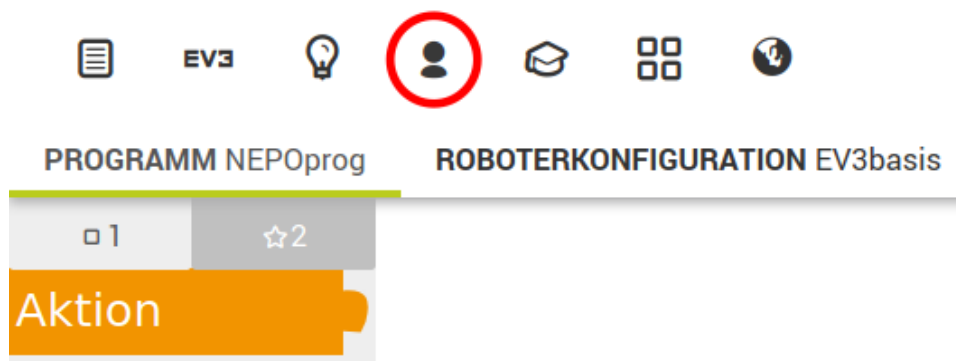 EV3
PROGRAMM NEPOprog ROBOTERKONFIGURATION EV3basis
1 2
Aktion